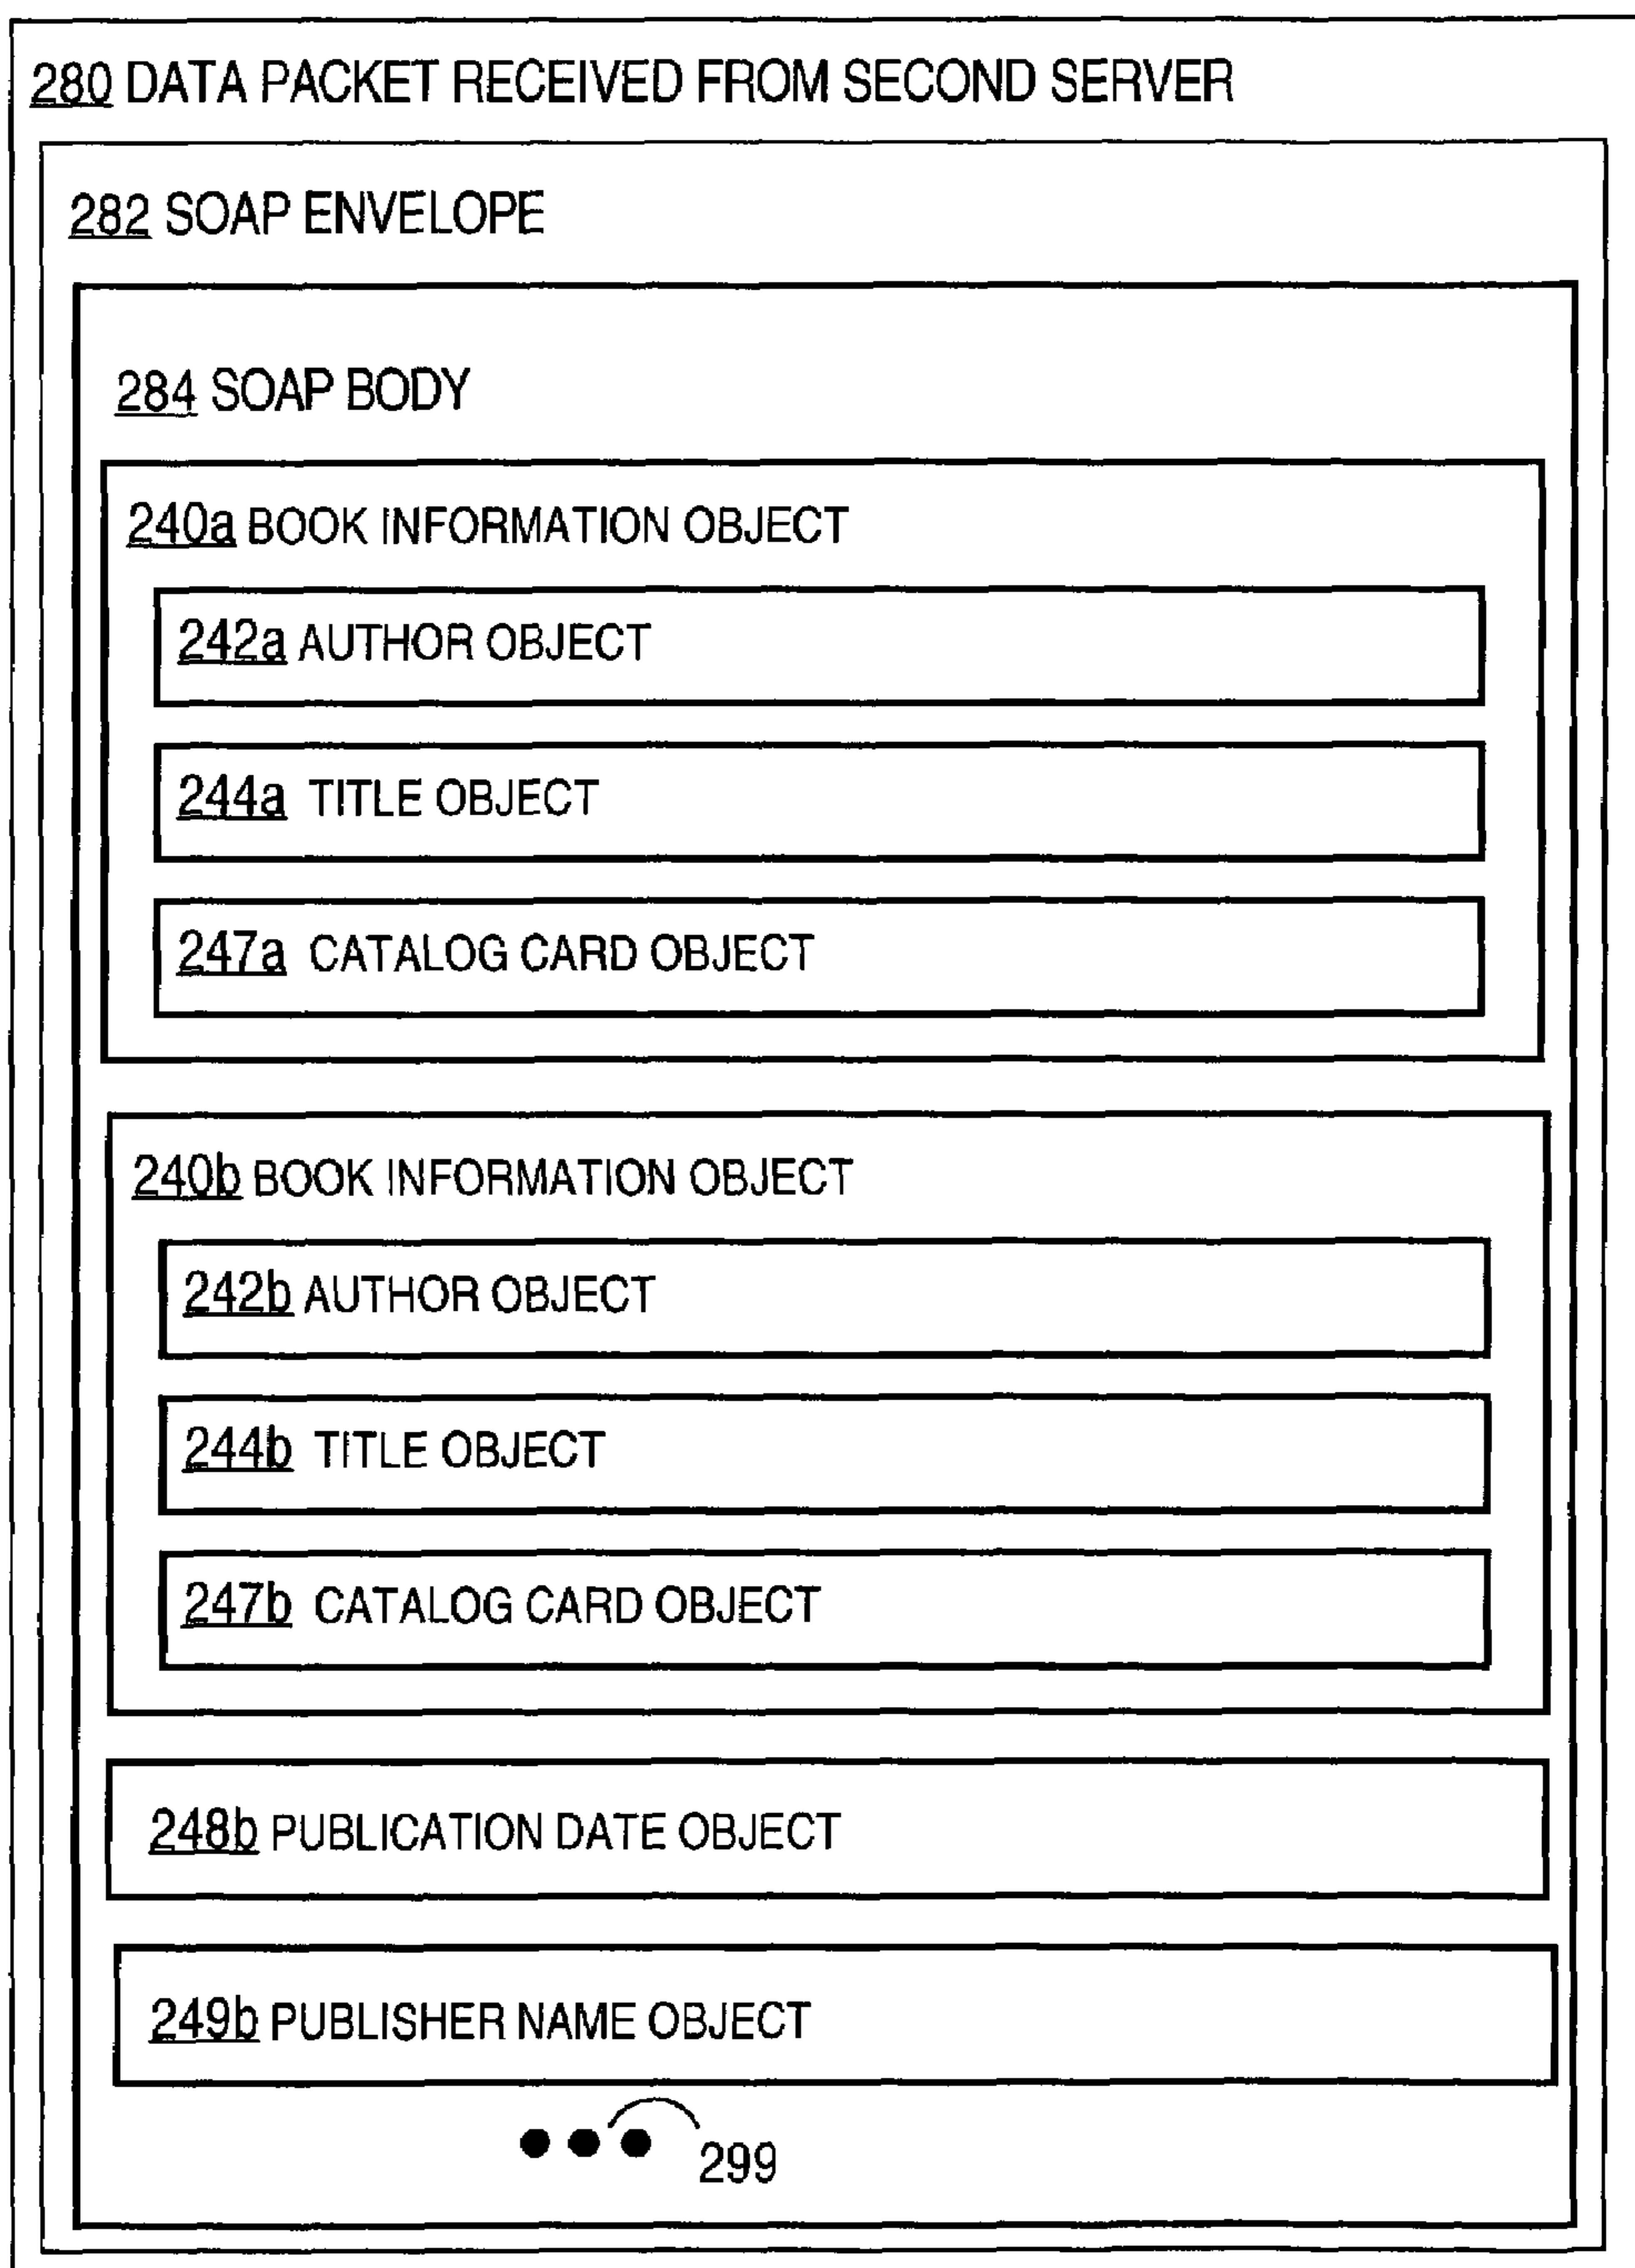 280 DATA PACKET RECEIVED FROM SECOND SERVER
282 SOAP ENVELOPE
284 SOAP BODY
240a BOOK INFORMATION OBJECT
242a AUTHOR OBJECT
244a TITLE OBJECT
247a CATALOG CARD OBJECT
240b BOOK INFORMATION OBJECT
242b AUTHOR OBJECT
244b TITLE OBJECT
247b CATALOG CARD OBJECT
248b PUBLICATION DATE OBJECT
249b PUBLISHER NAME OBJECT
299